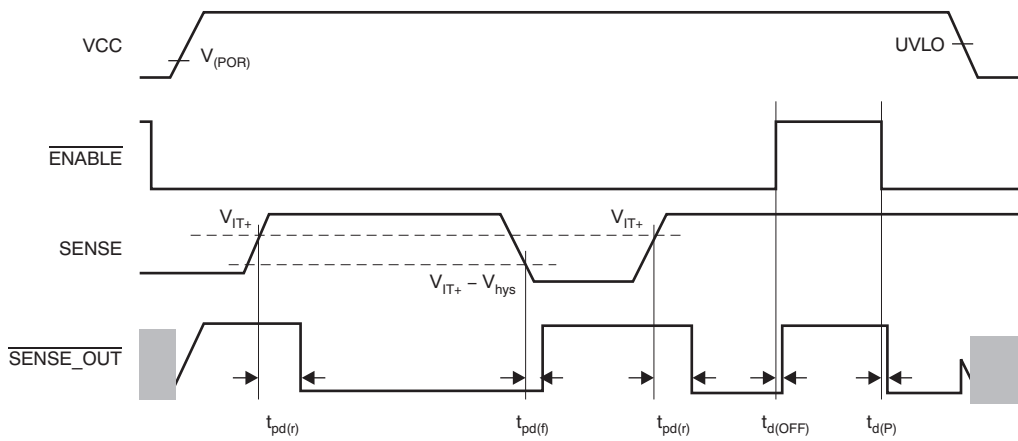 VCC
V(POR)
UVLO
ENABLE
VIT+
VIT+
SENSE
VIT+ – Vhys
SENSE_OUT
tpd(r)
tpd(f)
tpd(r)
td(OFF)
td(P)